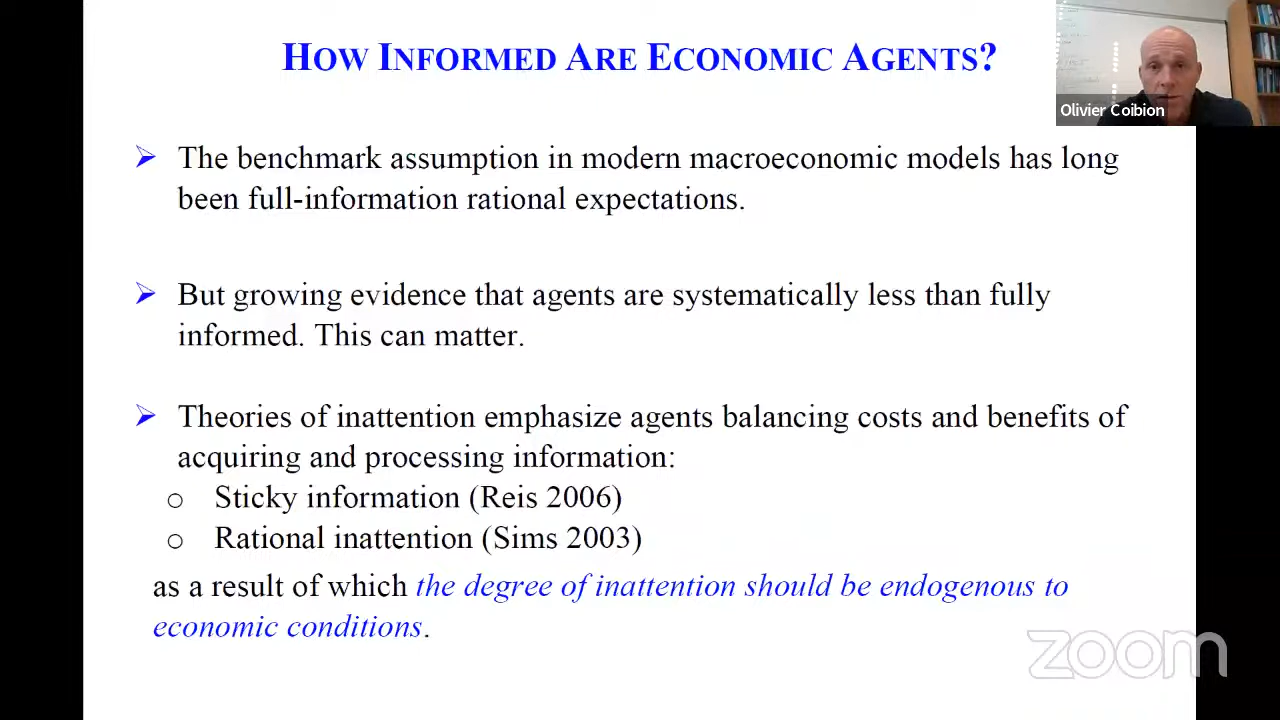 HOW INFORMED ARE ECONOMIC AGENTS?
Olivier Coibion
➢ The benchmark assumption in modern macroeconomic models has long
been full-information rational expectations.
➢ But growing evidence that agents are systematically less than fully
informed. This can matter.
➢ Theories of inattention emphasize agents balancing costs and benefits of
acquiring and processing information:
o Sticky information (Reis 2006)
o Rational inattention (Sims 2003)
as a result of which the degree of inattention should be endogenous to
economic conditions.
zoom